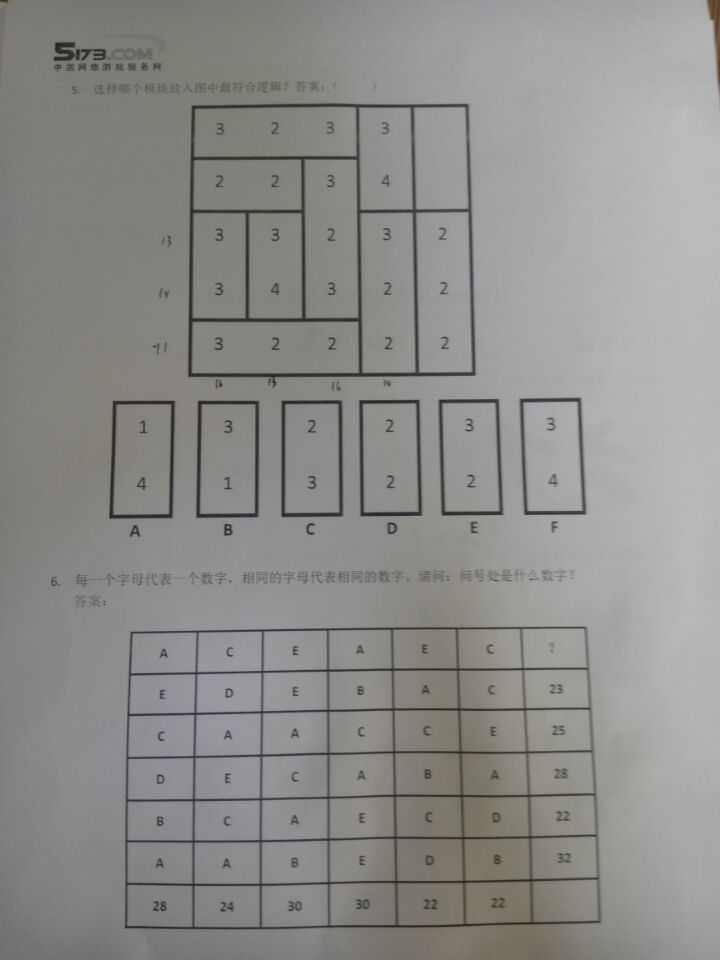 5173.COM
中国网络游戏服务网
5. 选择哪个模块放入图中最符合逻辑？答案：（ ）
3 2 3 3
2 2 3 4
13 3 3 2 3 2
3 4 3 2 2
11 3 2 2 2 2
13 16 14
1 3 2 2 3 3
4 1 3 2 2 4
A B C D E F
6. 每一个字母代表一个数字，相同的字母代表相同的数字。请问：问号处是什么数字？
答案：
A C E A E C ?
E D E B A C 23
C A A C C E 25
D E C A B A 28
B C A E C D 22
A A B E D B 32
28 24 30 30 22 22